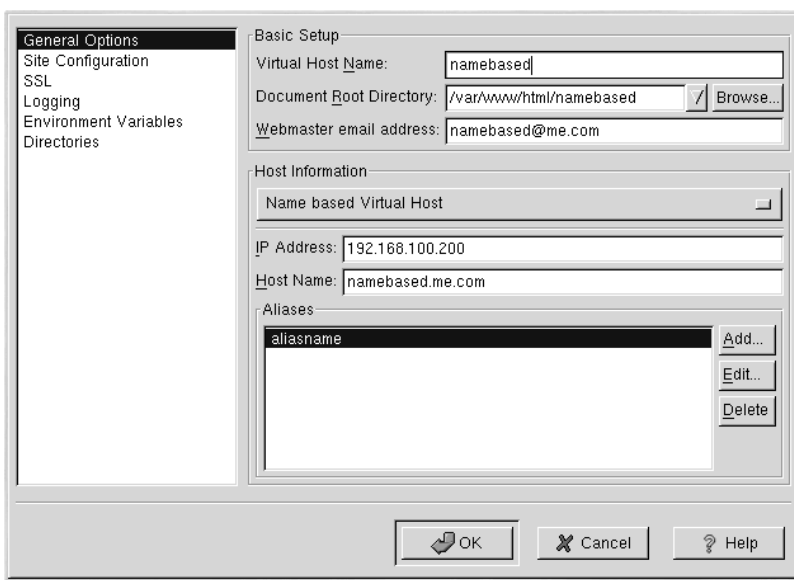 General Options
Site Configuration
SSL
Logging
Environment Variables
Directories
Basic Setup
Virtual Host Name: namebased
Document Root Directory: /var/www/html/namebased Browse...
Webmaster email address: namebased@me.com
Host Information
Name based Virtual Host
IP Address: 192.168.100.200
Host Name: namebased.me.com
Aliases
aliasname
Add...
Edit...
Delete
OK Cancel Help